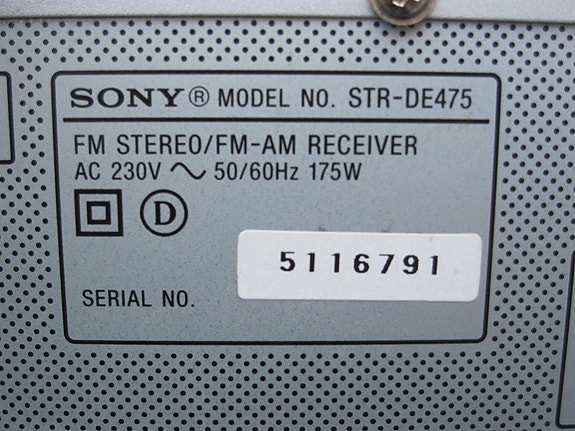 SONY® MODEL NO. STR-DE475
FM STEREO/FM-AM RECEIVER
AC 230V ~ 50/60Hz 175W
D
5116791
SERIAL NO.